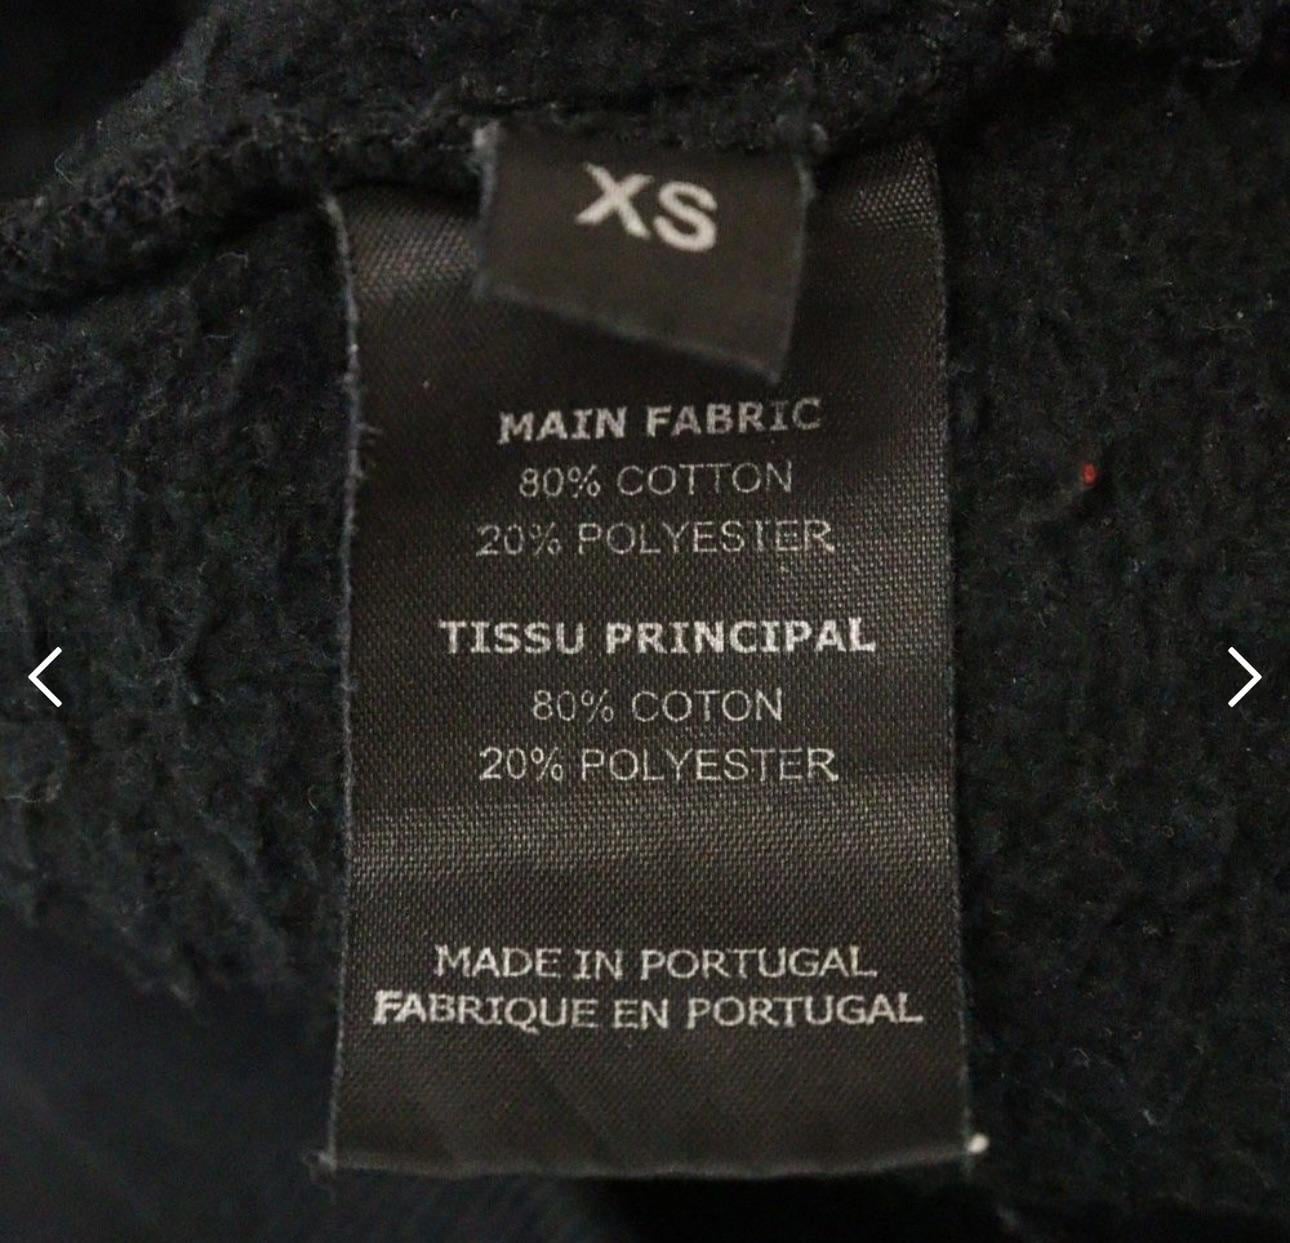 XS
MAIN FABRIC
80% COTTON
20% POLYESTER
TISSU PRINCIPAL
80% COTON
20% POLYESTER
MADE IN PORTUGAL
FABRIQUE EN PORTUGAL